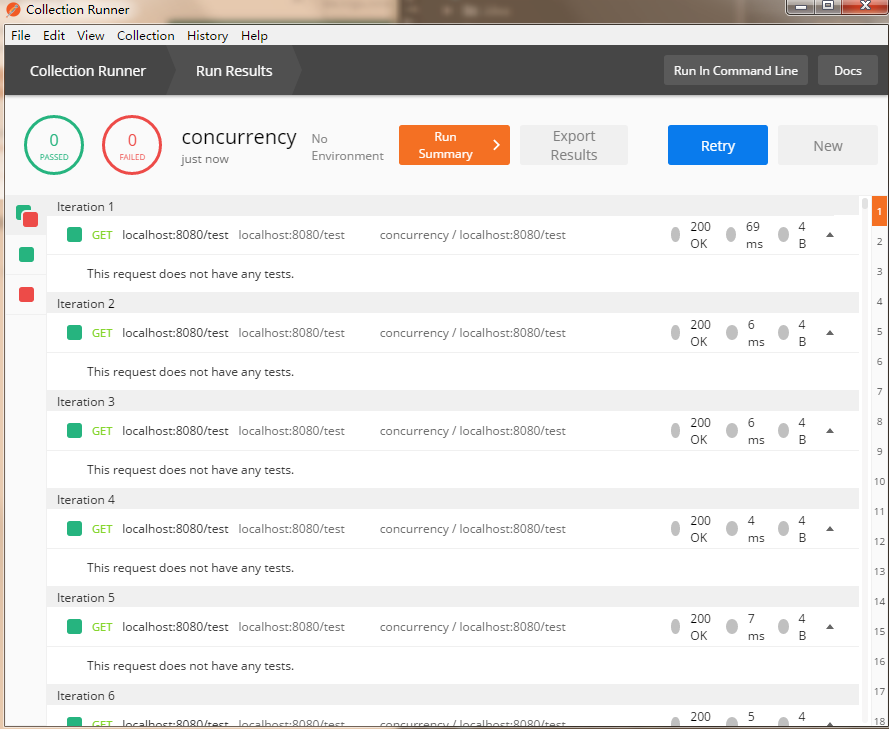 Collection Runner
File Edit View Collection History Help
Collection Runner Run Results Run In Command Line Docs
0 PASSED
0 FAILED
concurrency
just now
No Environment
Run Summary
Export Results
Retry
New
Iteration 1
GET localhost:8080/test localhost:8080/test concurrency / localhost:8080/test 200 OK 69 ms 4 B
This request does not have any tests.
Iteration 2
GET localhost:8080/test localhost:8080/test concurrency / localhost:8080/test 200 OK 6 ms 4 B
This request does not have any tests.
Iteration 3
GET localhost:8080/test localhost:8080/test concurrency / localhost:8080/test 200 OK 6 ms 4 B
This request does not have any tests.
Iteration 4
GET localhost:8080/test localhost:8080/test concurrency / localhost:8080/test 200 OK 4 ms 4 B
This request does not have any tests.
Iteration 5
GET localhost:8080/test localhost:8080/test concurrency / localhost:8080/test 200 OK 7 ms 4 B
This request does not have any tests.
Iteration 6
GET localhost:8080/test localhost:8080/test concurrency / localhost:8080/test 200 5 4
1
2
3
4
5
6
7
8
9
10
11
12
13
14
15
16
17
18